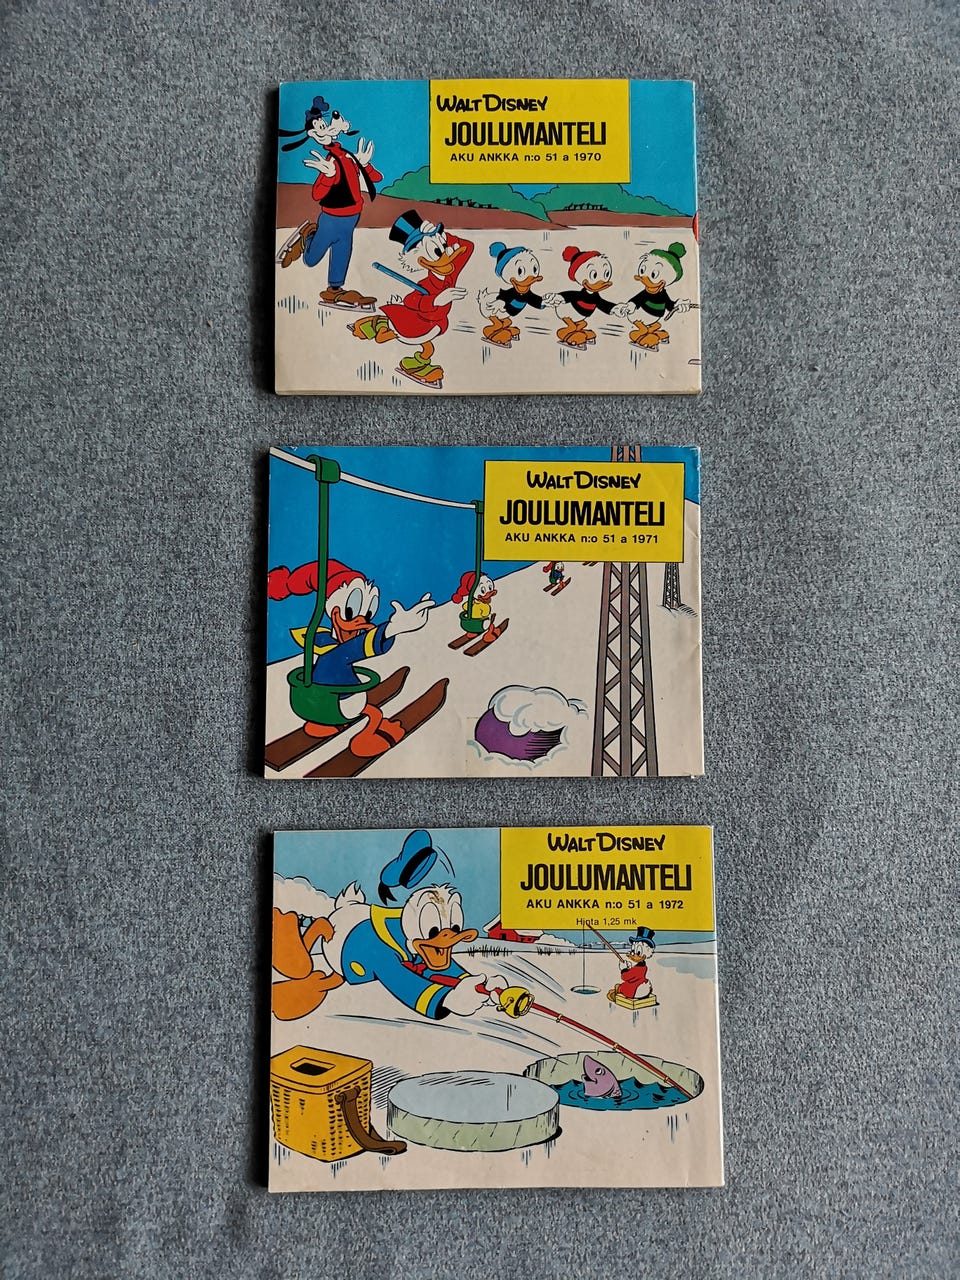 WALT DISNEY
JOULUMANTELI
AKU ANKKA n:o 51 a 1970
WALT DISNEY
JOULUMANTELI
AKU ANKKA n:o 51 a 1971
WALT DISNEY
JOULUMANTELI
AKU ANKKA n:o 51 a 1972
Hinta 1,25 mk